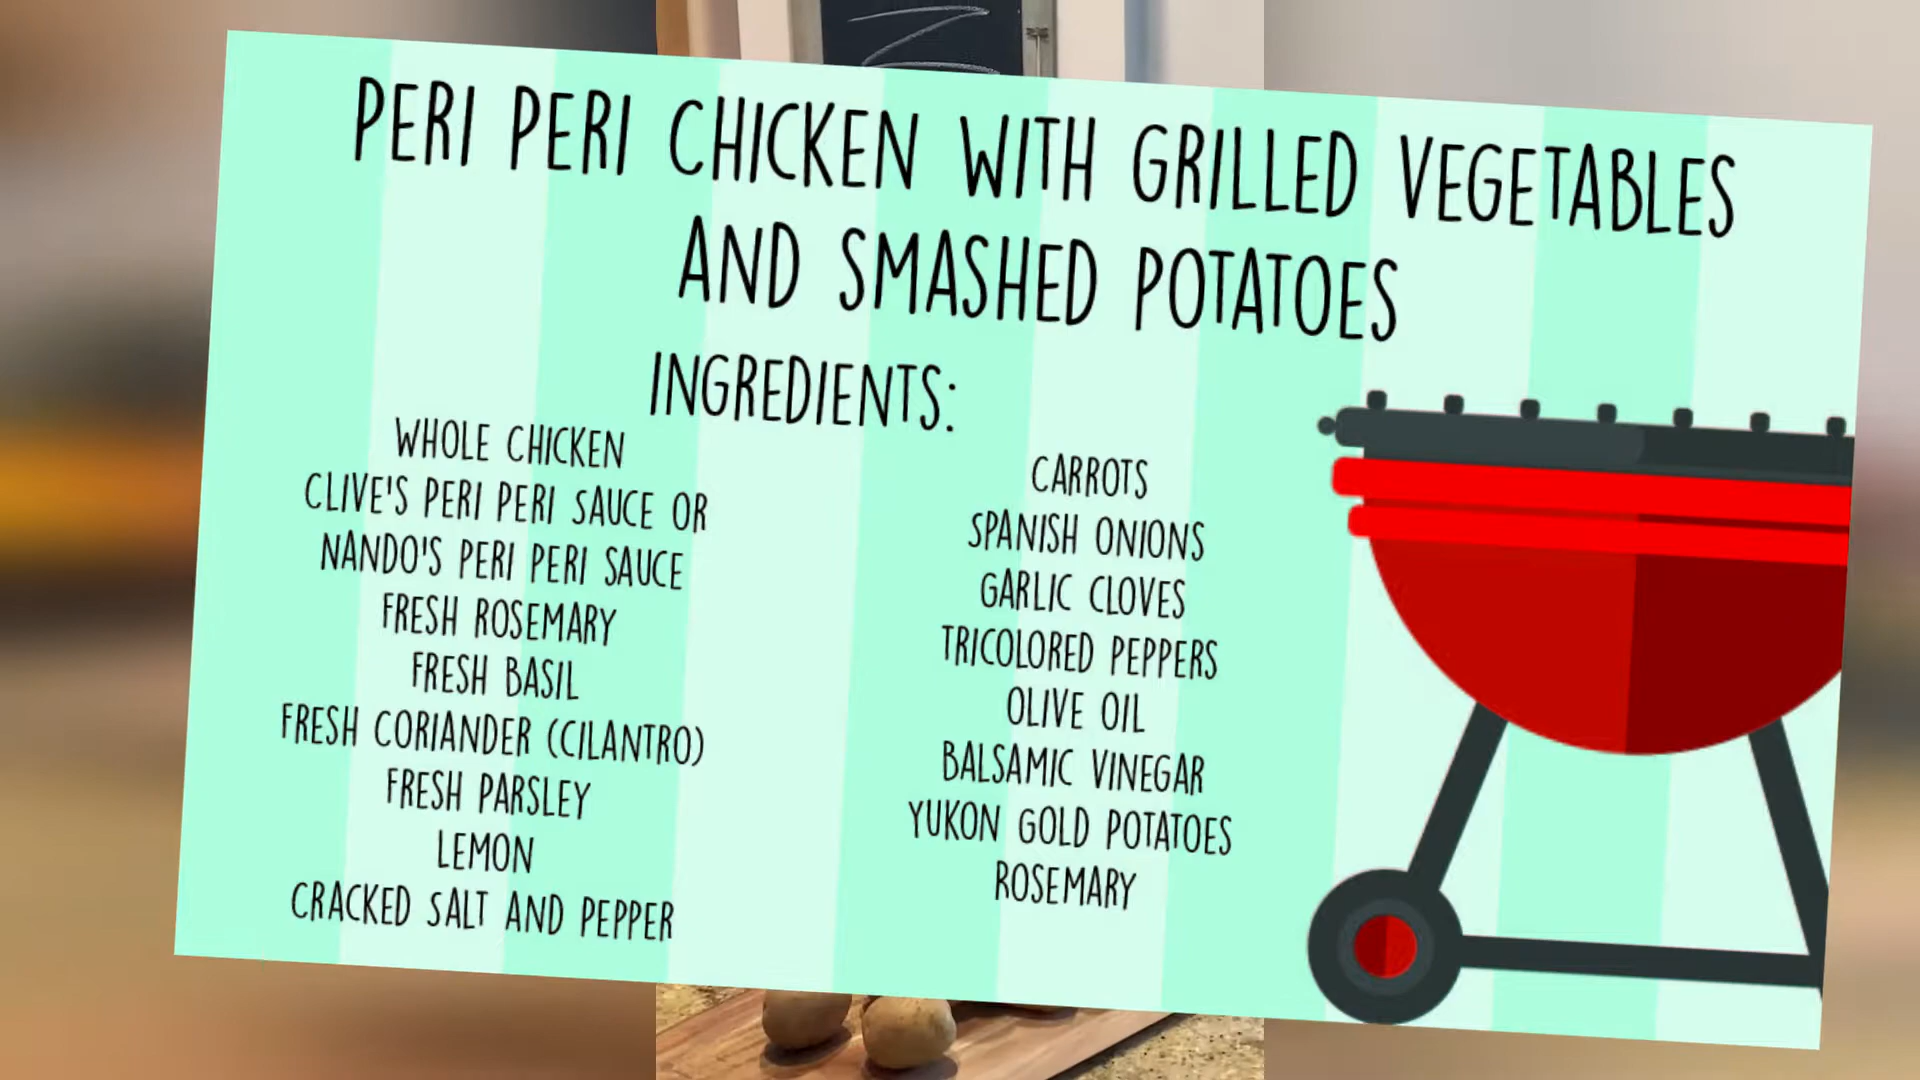 PERI PERI CHICKEN WITH GRILLED VEGETABLES
AND SMASHED POTATOES
INGREDIENTS:
WHOLE CHICKEN
CLIVE'S PERI PERI SAUCE OR
NANDO'S PERI PERI SAUCE
FRESH ROSEMARY
FRESH BASIL
FRESH CORIANDER (CILANTRO)
FRESH PARSLEY
LEMON
CRACKED SALT AND PEPPER
CARROTS
SPANISH ONIONS
GARLIC CLOVES
TRICOLORED PEPPERS
OLIVE OIL
BALSAMIC VINEGAR
YUKON GOLD POTATOES
ROSEMARY